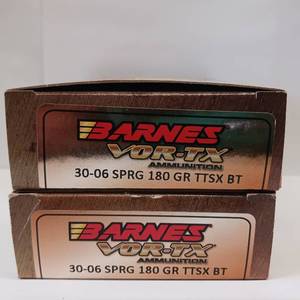 BARNES
VOR-TX
AMMUNITION
30-06 SPRG 180 GR TTSX BT
BARNES
VOR-TX
AMMUNITION
30-06 SPRG 180 GR TTSX BT